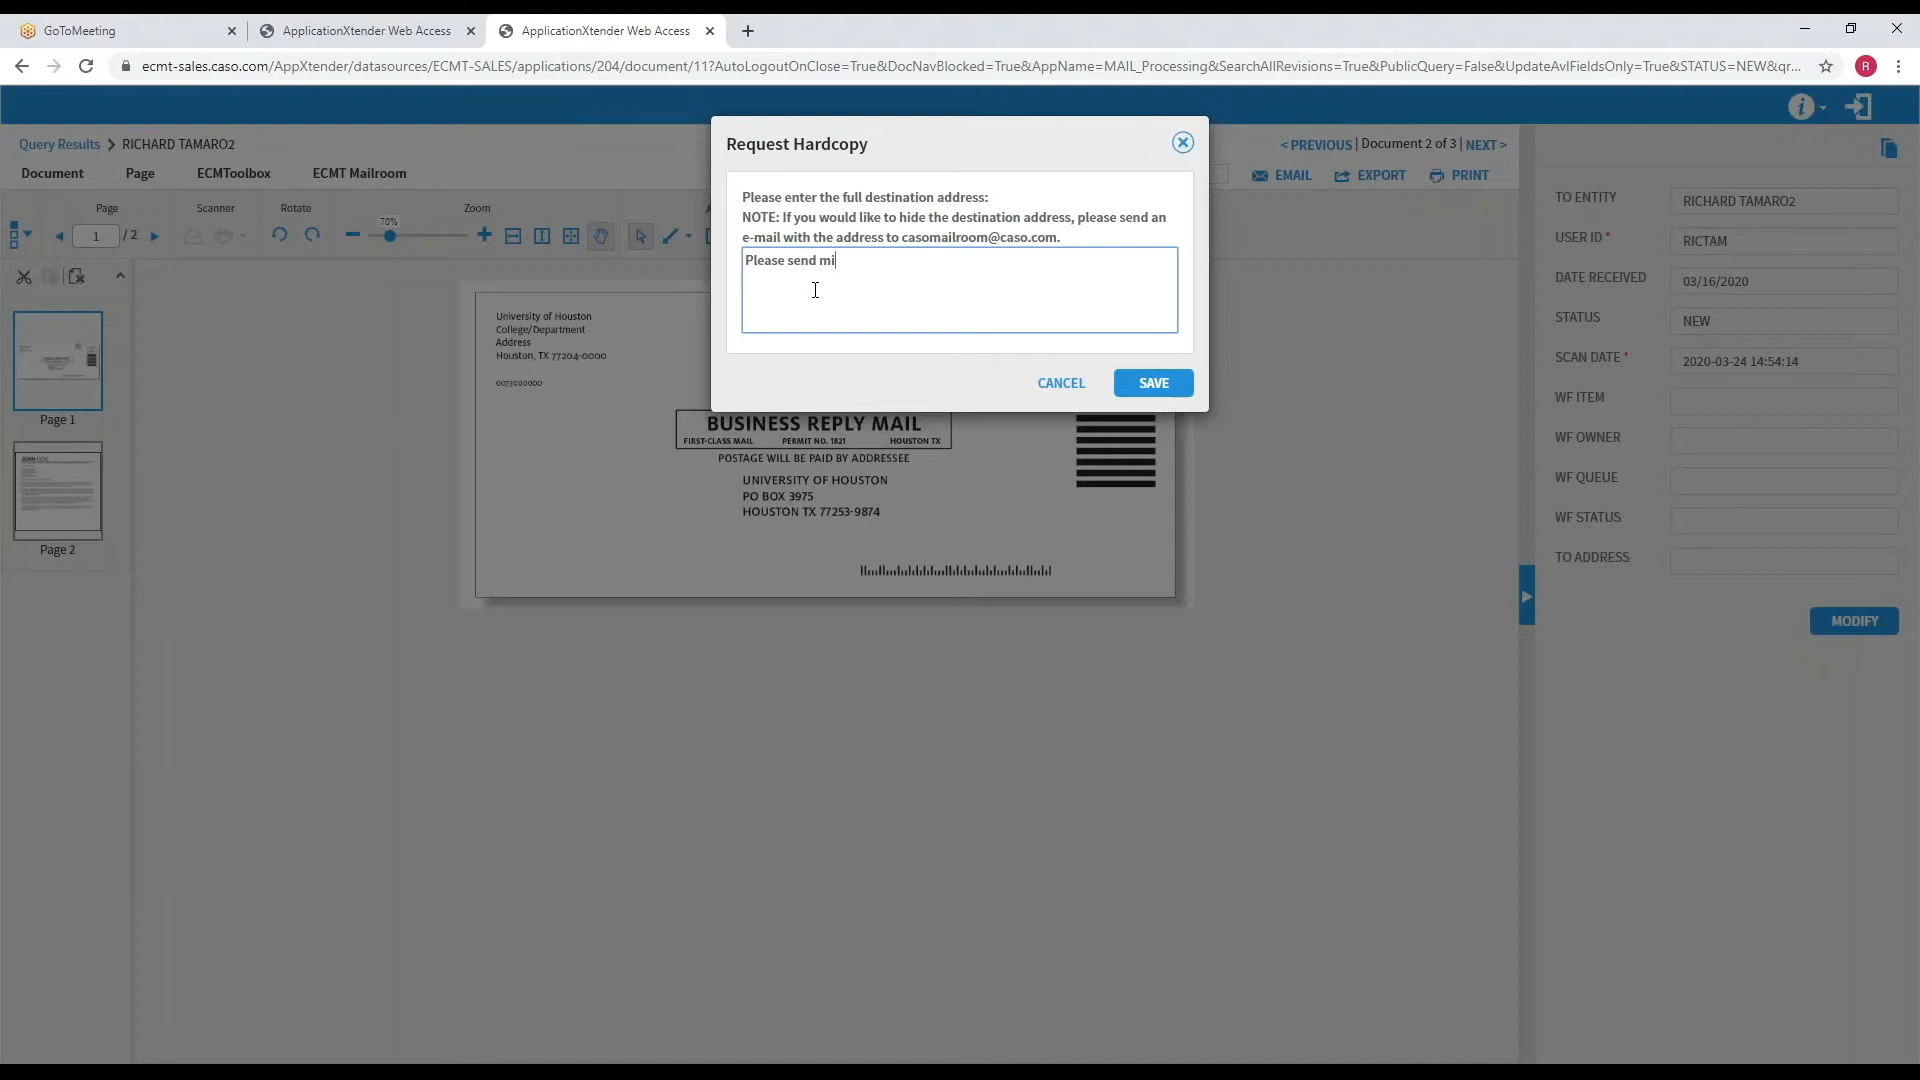 GoToMeeting
ApplicationXtender Web Access
ApplicationXtender Web Access
ecmt-sales.caso.com/AppXtender/datasources/ECMT-SALES/applications/204/document/11?AutoLogoutOnClose=True&DocNavBlocked=True&AppName=MAIL_Processing&SearchAllRevisions=True&PublicQuery=False&UpdateAvlFieldsOnly=True&STATUS=NEW&qr...
R
Query Results > RICHARD TAMARO2
< PREVIOUS | Document 2 of 3 | NEXT >
Document Page ECMToolbox ECMT Mailroom
EMAIL EXPORT PRINT
Page Scanner Rotate Zoom
70%
1 / 2
Page 1
Page 2
Request Hardcopy
Please enter the full destination address:
NOTE: If you would like to hide the destination address, please send an
e-mail with the address to casomailroom@caso.com.
Please send mi
CANCEL SAVE
University of Houston
College/Department
Address
Houston, TX 77204-0000
G073000000
BUSINESS REPLY MAIL
FIRST-CLASS MAIL PERMIT NO. 1821 HOUSTON TX
POSTAGE WILL BE PAID BY ADDRESSEE
UNIVERSITY OF HOUSTON
PO BOX 3975
HOUSTON TX 77253-9874
TO ENTITY RICHARD TAMARO2
USER ID * RICTAM
DATE RECEIVED 03/16/2020
STATUS NEW
SCAN DATE * 2020-03-24 14:54:14
WF ITEM
WF OWNER
WF QUEUE
WF STATUS
TO ADDRESS
MODIFY